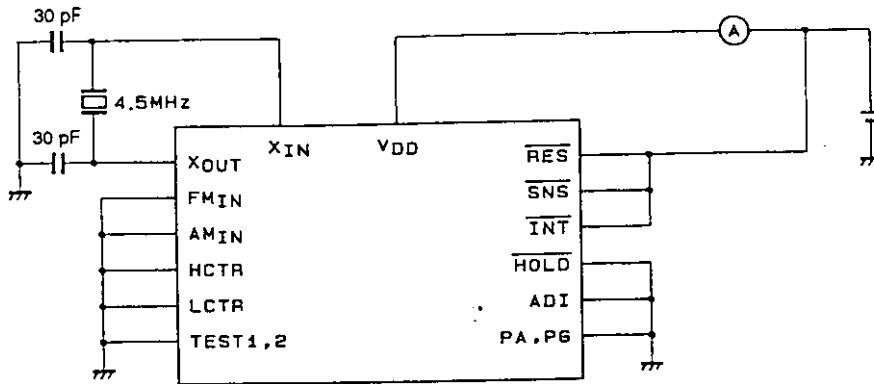 30 pF
A
4.5MHz
30 pF
XIN
VDD
XOUT
RES
FMIN
SNS
AMIN
INT
HCTR
HOLD
LCTR
ADI
TEST1,2
PA,PG